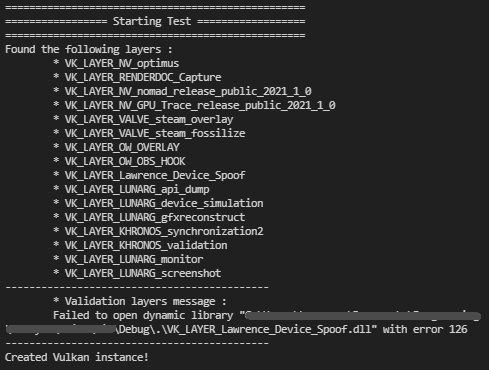 ==================================================
================= Starting Test ==================
==================================================
Found the following layers :
* VK_LAYER_NV_optimus
* VK_LAYER_RENDERDOC_Capture
* VK_LAYER_NV_nomad_release_public_2021_1_0
* VK_LAYER_NV_GPU_Trace_release_public_2021_1_0
* VK_LAYER_VALVE_steam_overlay
* VK_LAYER_VALVE_steam_fossilize
* VK_LAYER_OW_OVERLAY
* VK_LAYER_OW_OBS_HOOK
* VK_LAYER_Lawrence_Device_Spoof
* VK_LAYER_LUNARG_api_dump
* VK_LAYER_LUNARG_device_simulation
* VK_LAYER_LUNARG_gfxreconstruct
* VK_LAYER_KHRONOS_synchronization2
* VK_LAYER_KHRONOS_validation
* VK_LAYER_LUNARG_monitor
* VK_LAYER_LUNARG_screenshot
--------------------------------------------
* Validation layers message :
Failed to open dynamic library "
\Debug\.\VK_LAYER_Lawrence_Device_Spoof.dll" with error 126
--------------------------------------------
Created Vulkan instance!